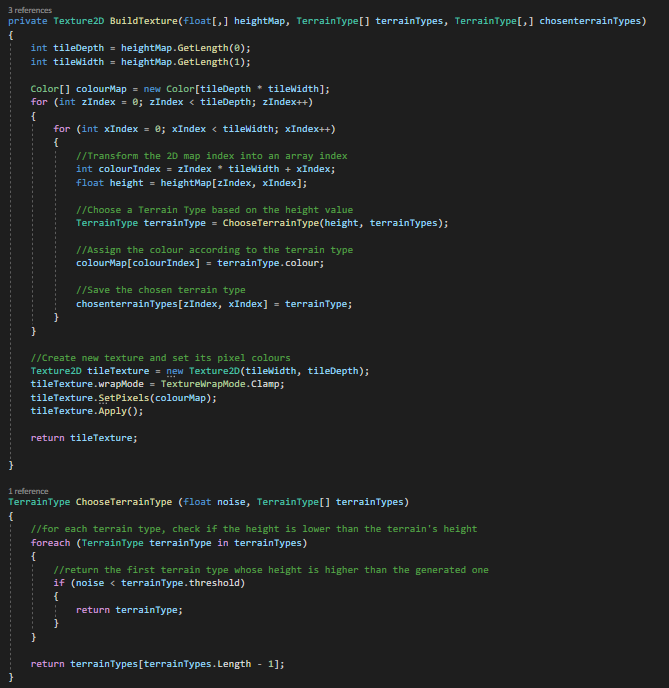 3 references
private Texture2D BuildTexture(float[,] heightMap, TerrainType[] terrainTypes, TerrainType[,] chosenterrainTypes)
{
    int tileDepth = heightMap.GetLength(0);
    int tileWidth = heightMap.GetLength(1);

    Color[] colourMap = new Color[tileDepth * tileWidth];
    for (int zIndex = 0; zIndex < tileDepth; zIndex++)
    {
        for (int xIndex = 0; xIndex < tileWidth; xIndex++)
        {
            //Transform the 2D map index into an array index
            int colourIndex = zIndex * tileWidth + xIndex;
            float height = heightMap[zIndex, xIndex];

            //Choose a Terrain Type based on the height value
            TerrainType terrainType = ChooseTerrainType(height, terrainTypes);

            //Assign the colour according to the terrain type
            colourMap[colourIndex] = terrainType.colour;

            //Save the chosen terrain type
            chosenterrainTypes[zIndex, xIndex] = terrainType;
        }
    }

    //Create new texture and set its pixel colours
    Texture2D tileTexture = new Texture2D(tileWidth, tileDepth);
    tileTexture.wrapMode = TextureWrapMode.Clamp;
    tileTexture.SetPixels(colourMap);
    tileTexture.Apply();

    return tileTexture;

}

1 reference
TerrainType ChooseTerrainType (float noise, TerrainType[] terrainTypes)
{
    //for each terrain type, check if the height is lower than the terrain's height
    foreach (TerrainType terrainType in terrainTypes)
    {
        //return the first terrain type whose height is higher than the generated one
        if (noise < terrainType.threshold)
        {
            return terrainType;
        }
    }

    return terrainTypes[terrainTypes.Length - 1];
}